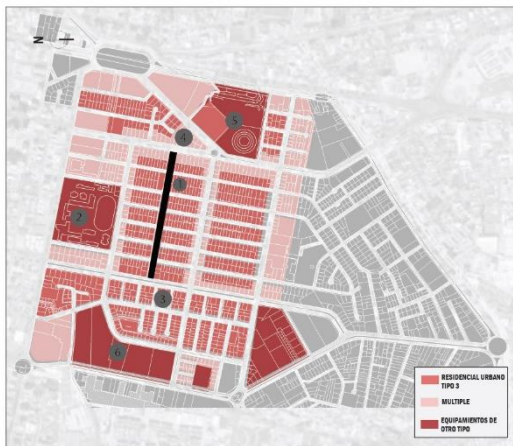 N
4
5
1
2
3
6
RESIDENCIAL URBANO
TIPO 3
MULTIPLE
EQUIPAMIENTOS DE
OTRO TIPO